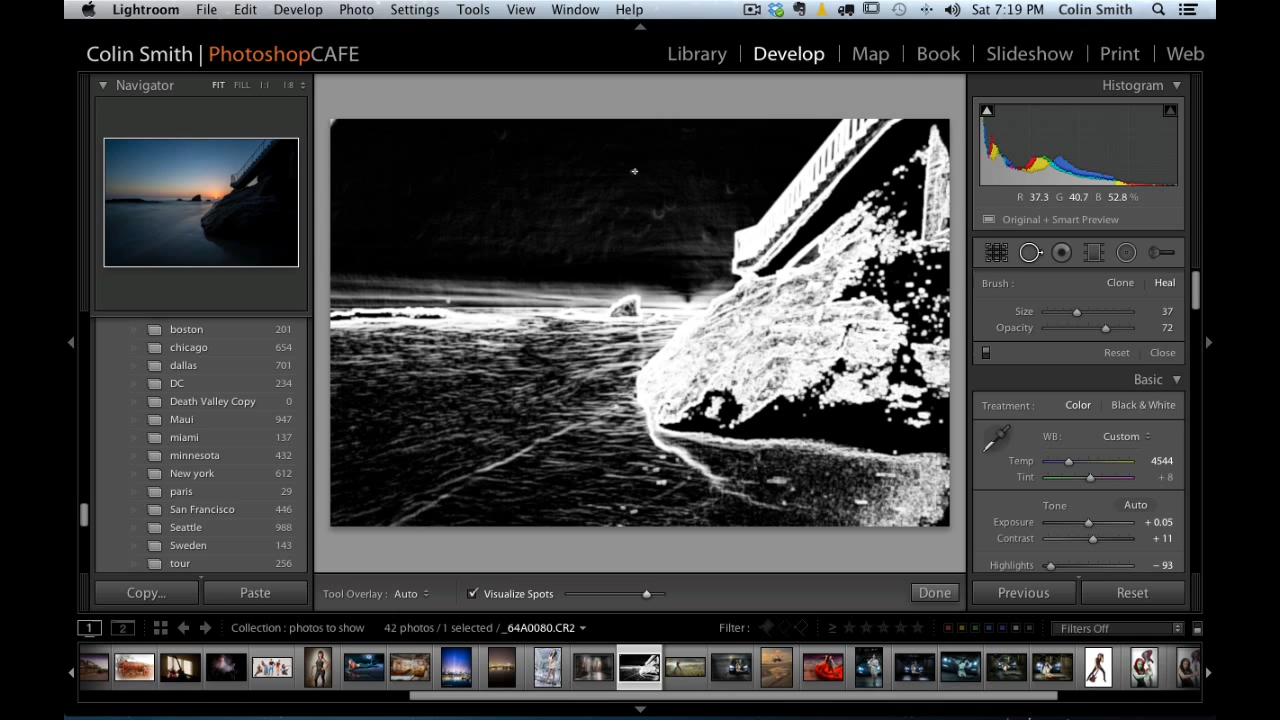 Lightroom File Edit Develop Photo Settings Tools View Window Help Sat 7:19 PM Colin Smith
Colin Smith | PhotoshopCAFE Library | Develop | Map | Book | Slideshow | Print | Web
Navigator FIT FILL 1:1 1:8
Histogram
R 37.3 G 40.7 B 52.8 %
Original + Smart Preview
Brush : Clone Heal
Size 37
Opacity 72
Reset Close
Basic
Treatment : Color Black & White
WB : Custom
Temp 4544
Tint + 8
Tone Auto
Exposure + 0.05
Contrast + 11
Highlights − 93
boston 201
chicago 654
dallas 701
DC 234
Death Valley Copy 0
Maui 947
miami 137
minnesota 432
New york 612
paris 29
San Francisco 446
Seattle 988
Sweden 143
tour 256
Copy... Paste
Tool Overlay : Auto Visualize Spots Done
Previous Reset
1 2 Collection : photos to show 42 photos / 1 selected / _64A0080.CR2 Filter : ≥ Filters Off